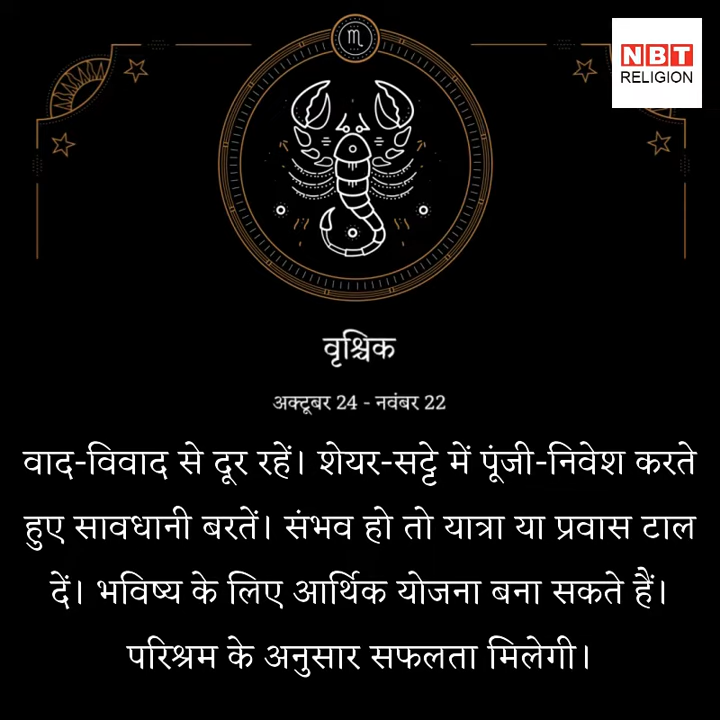 NBT
RELIGION
वृश्चिक
अक्टूबर 24 - नवंबर 22
वाद-विवाद से दूर रहें। शेयर-सट्टे में पूंजी-निवेश करते
हुए सावधानी बरतें। संभव हो तो यात्रा या प्रवास टाल
दें। भविष्य के लिए आर्थिक योजना बना सकते हैं।
परिश्रम के अनुसार सफलता मिलेगी।